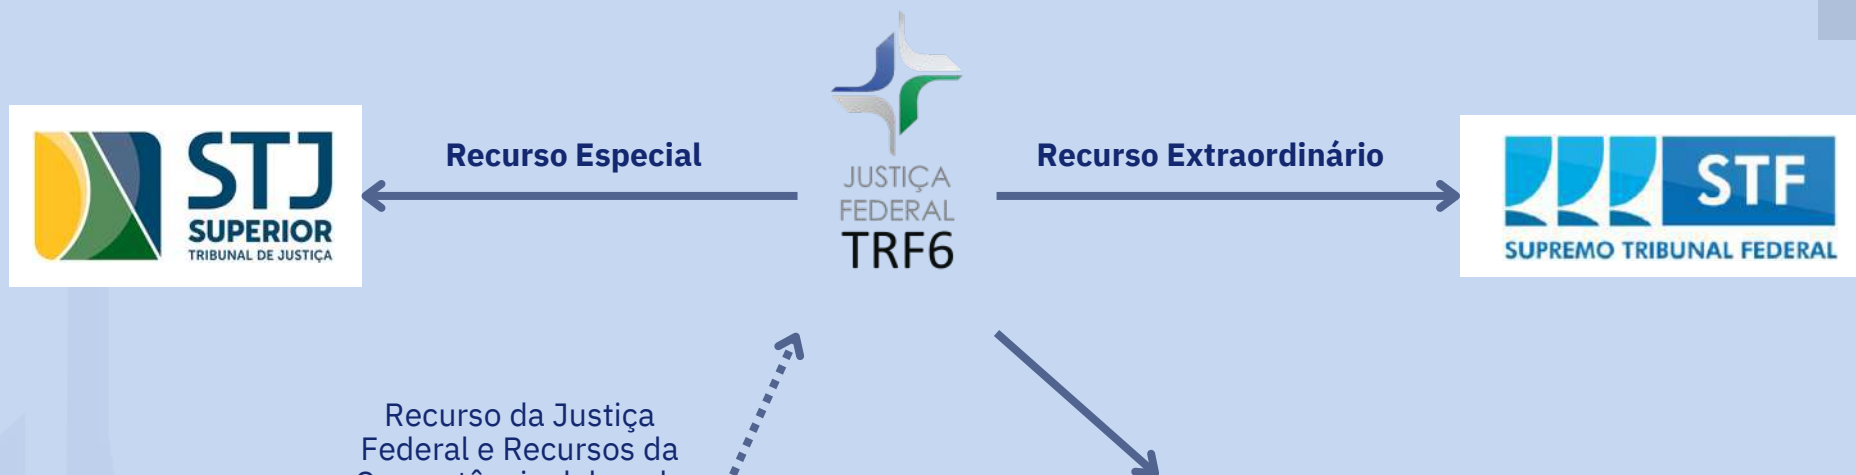 STJ
SUPERIOR
TRIBUNAL DE JUSTIÇA
Recurso Especial
JUSTIÇA
FEDERAL
TRF6
Recurso Extraordinário
STF
SUPREMO TRIBUNAL FEDERAL
Recurso da Justiça
Federal e Recursos da